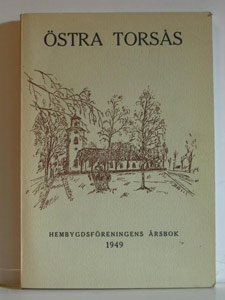 ÖSTRA TORSÅS
HEMBYGDSFÖRENINGENS ÅRSBOK
1949